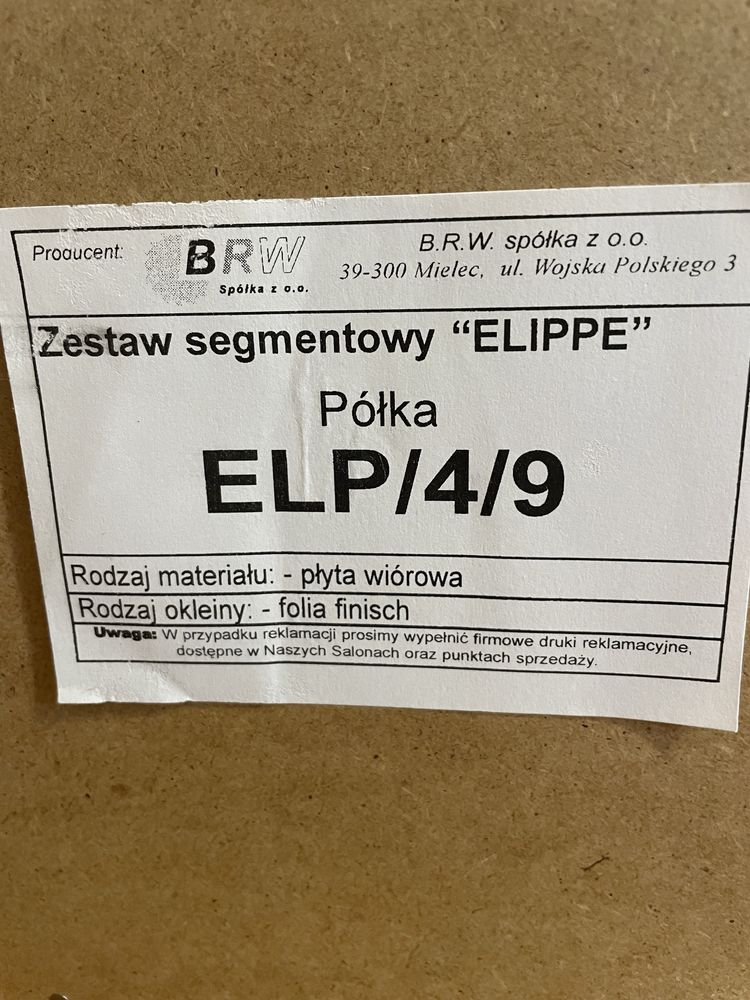 Producent:
BRW
Spółka z o.o.
B.R.W. spółka z o.o.
39-300 Mielec, ul. Wojska Polskiego 3
Zestaw segmentowy “ELIPPE”
Półka
ELP/4/9
Rodzaj materiału: - płyta wiórowa
Rodzaj okleiny: - folia finisch
Uwaga: W przypadku reklamacji prosimy wypełnić firmowe druki reklamacyjne,
dostępne w Naszych Salonach oraz punktach sprzedaży.